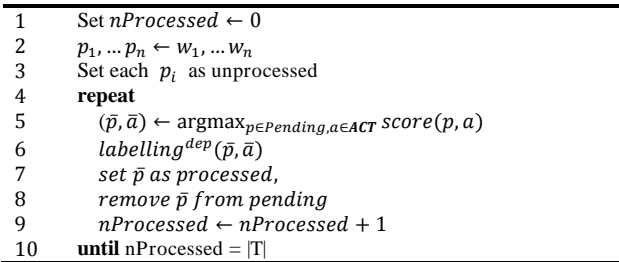 1 Set nProcessed ← 0
2 p₁, … pₙ ← w₁, … wₙ
3 Set each pᵢ as unprocessed
4 repeat
5 (p̄, ā) ← argmaxₚ∈Pending,a∈ACT score(p, a)
6 labelling^dep(p̄, ā)
7 set p̄ as processed,
8 remove p̄ from pending
9 nProcessed ← nProcessed + 1
10 until nProcessed = |T|